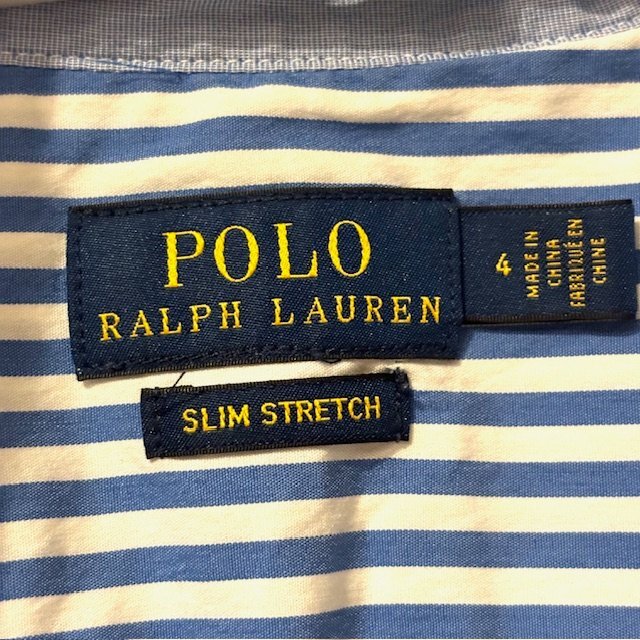 POLO
RALPH LAUREN
SLIM STRETCH
4
MADE IN
CHINA
FABRIQUÉ EN
CHINE